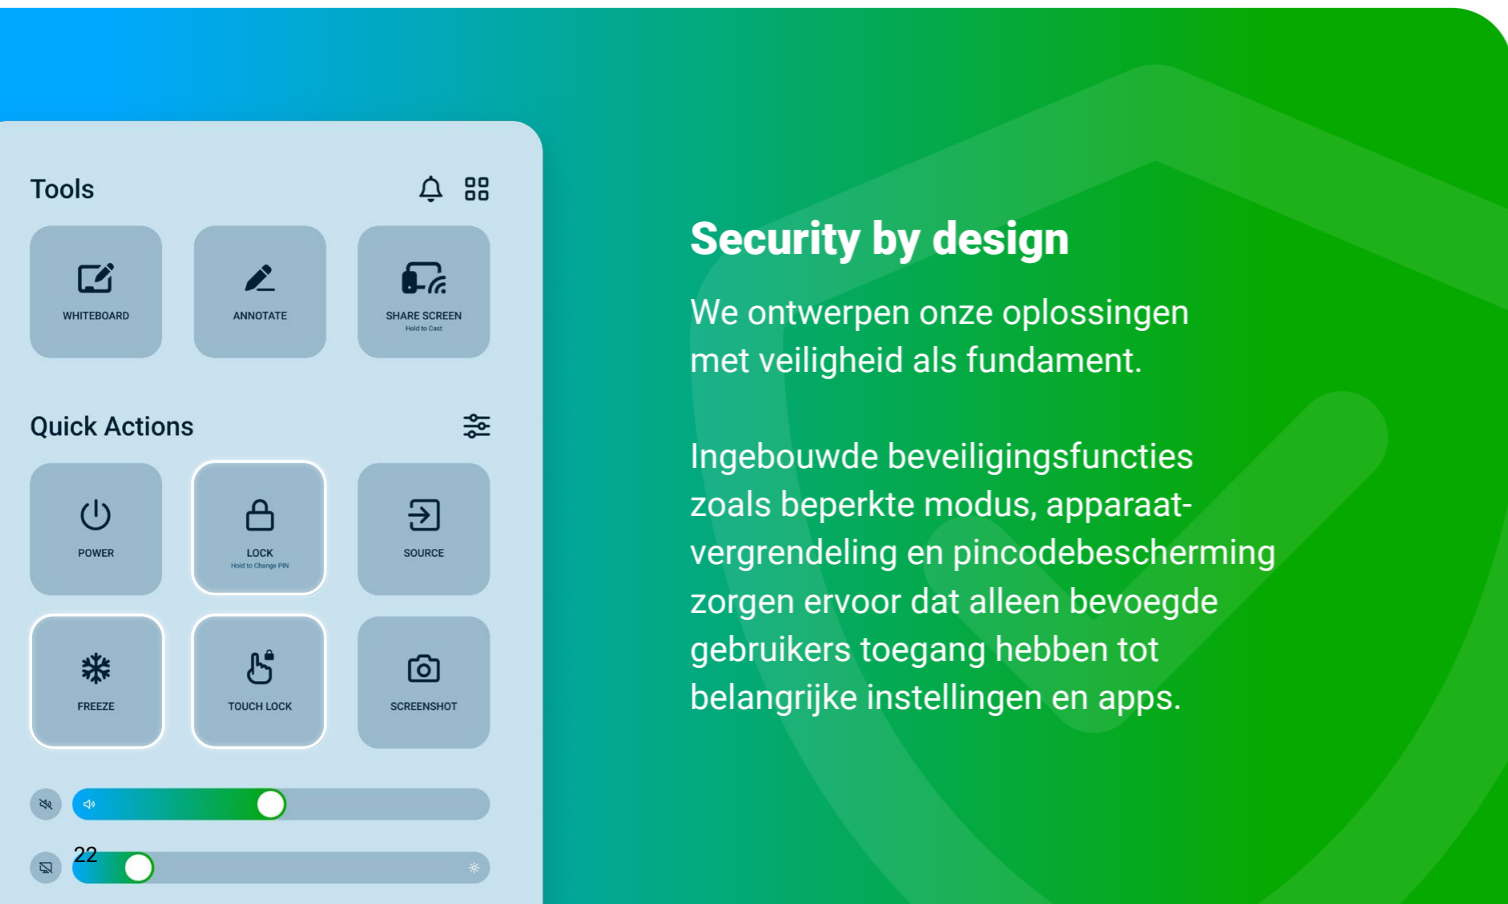 Tools
WHITEBOARD
ANNOTATE
SHARE SCREEN
Hold to Cast
Quick Actions
POWER
LOCK
Hold to Change PIN
SOURCE
FREEZE
TOUCH LOCK
SCREENSHOT
22
Security by design
We ontwerpen onze oplossingen
met veiligheid als fundament.
Ingebouwde beveiligingsfuncties
zoals beperkte modus, apparaat-
vergrendeling en pincodebescherming
zorgen ervoor dat alleen bevoegde
gebruikers toegang hebben tot
belangrijke instellingen en apps.